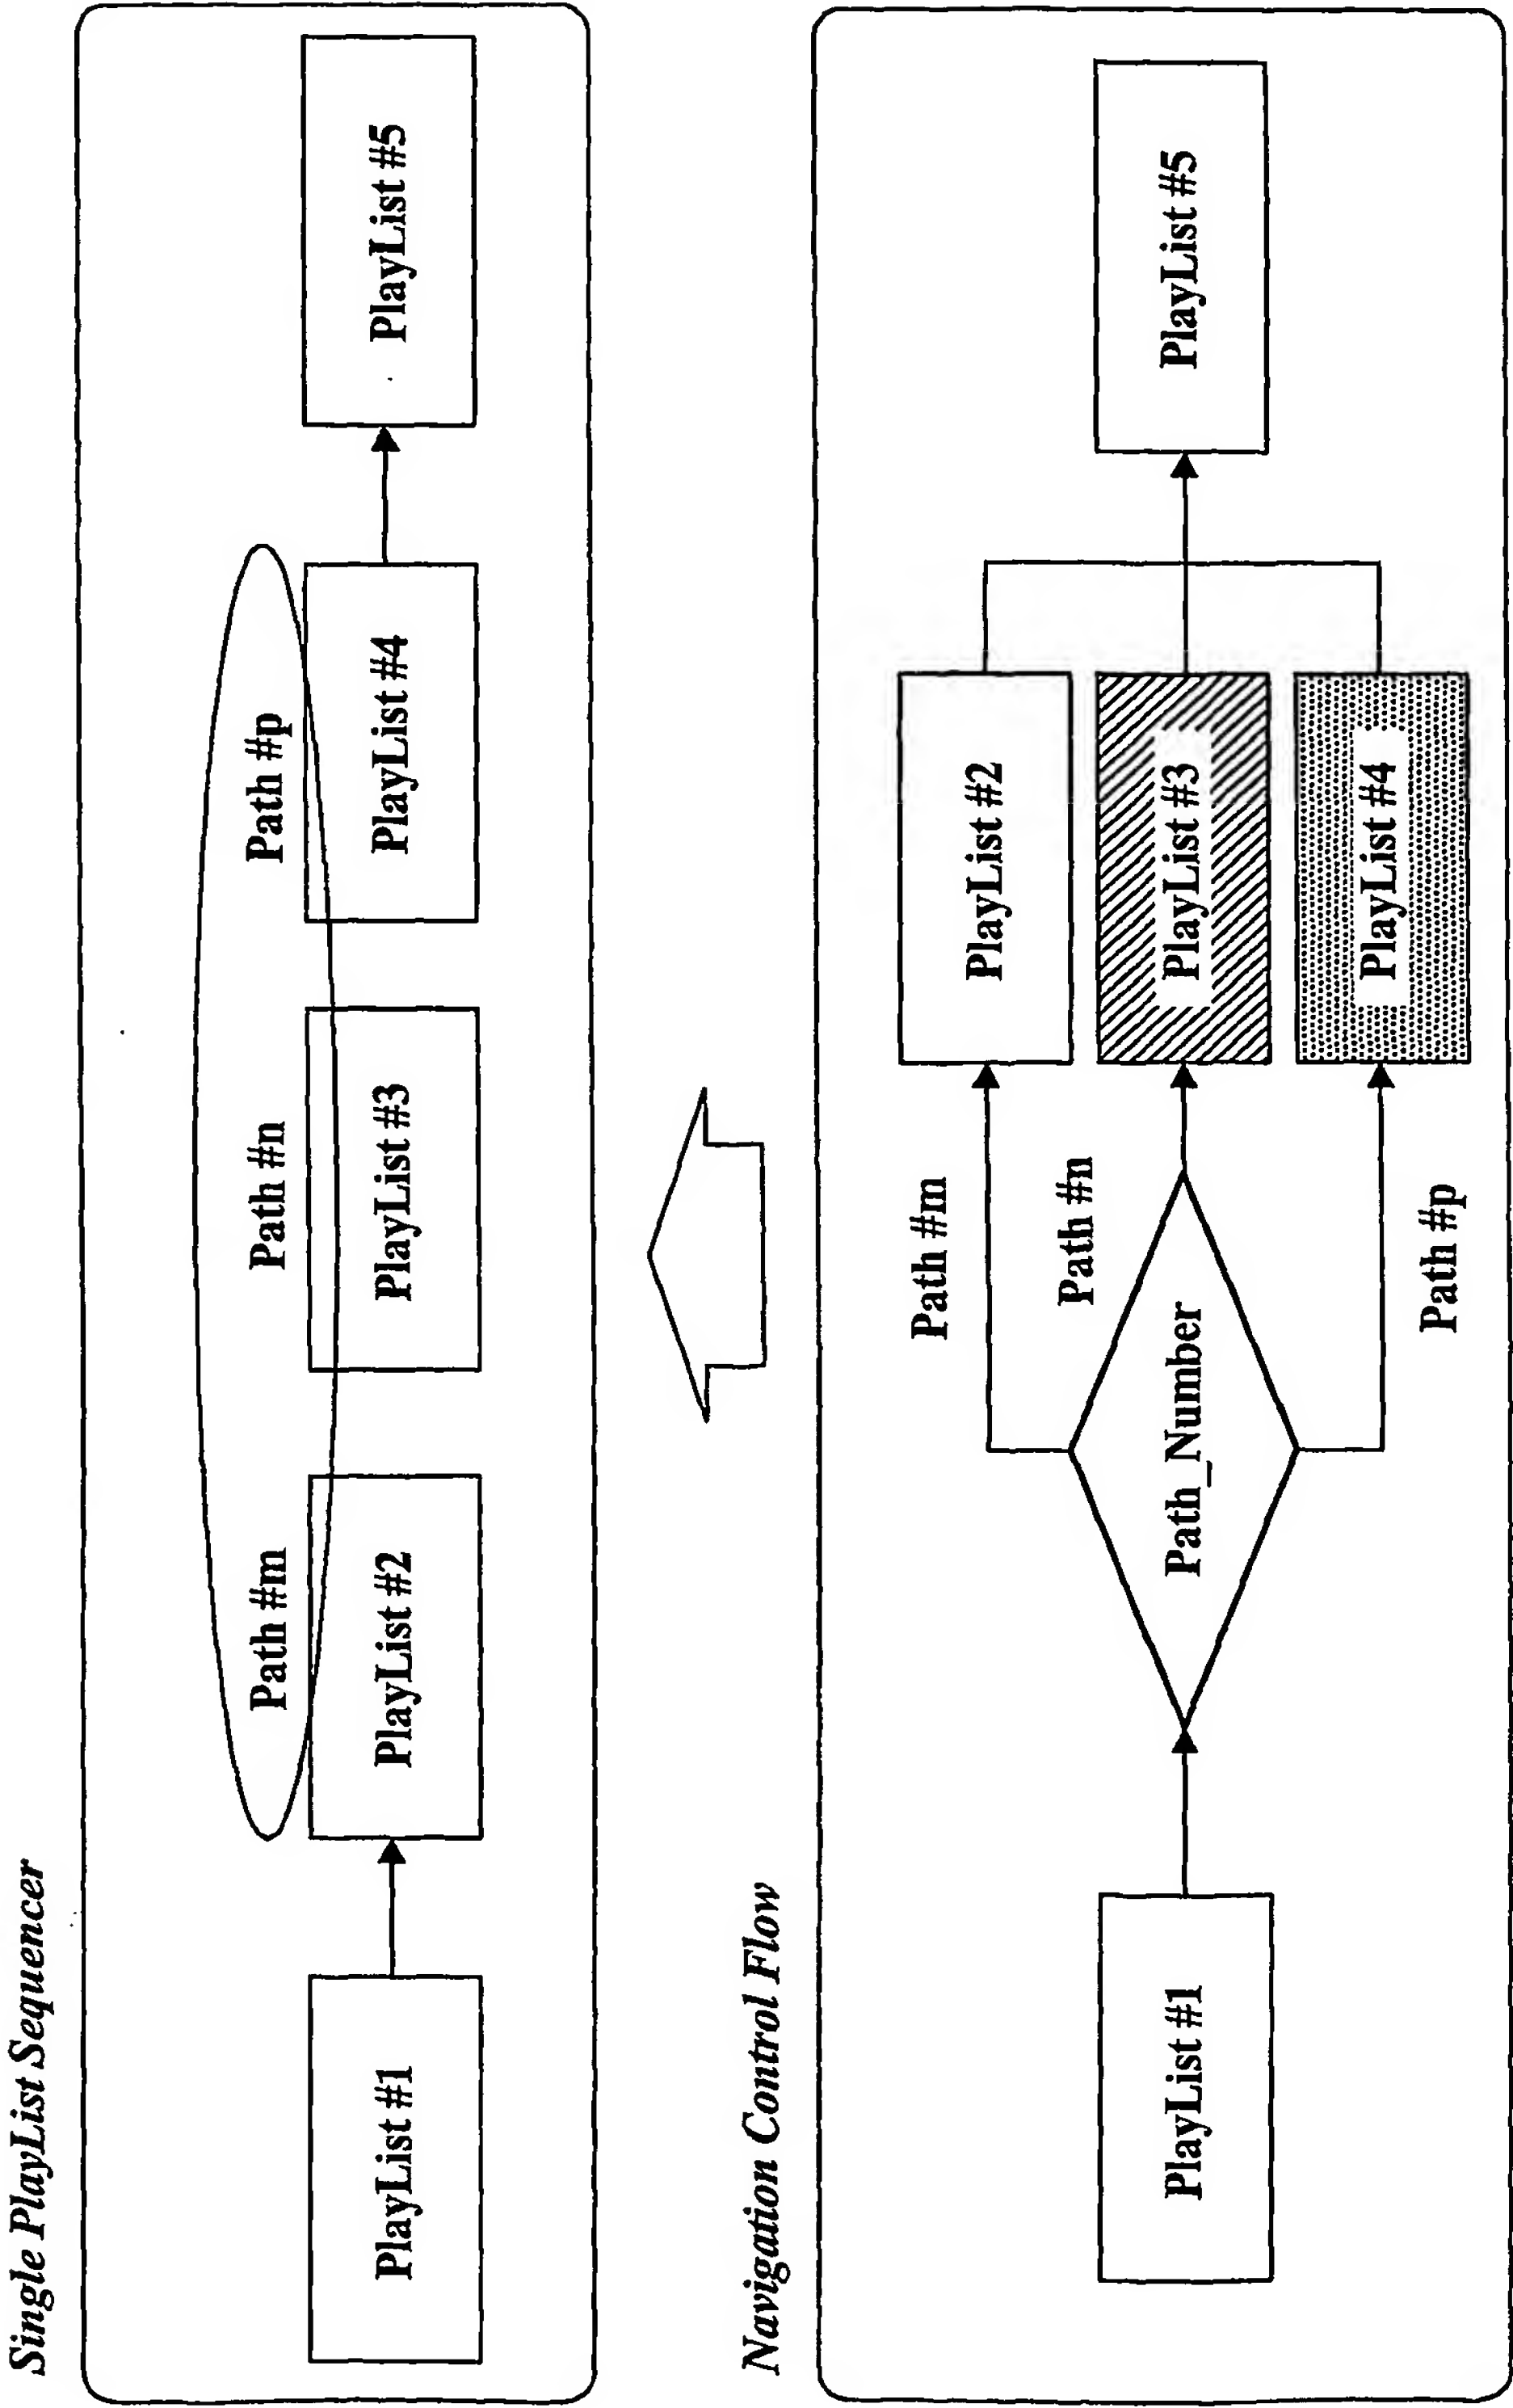 Single PlayList Sequencer
Path #m
Path #n
Path #p
PlayList #1
PlayList #2
PlayList #3
PlayList #4
PlayList #5
Navigation Control Flow
Path #m
PlayList #2
Path #n
PlayList #1
Path_Number
PlayList #3
PlayList #5
Path #p
PlayList #4